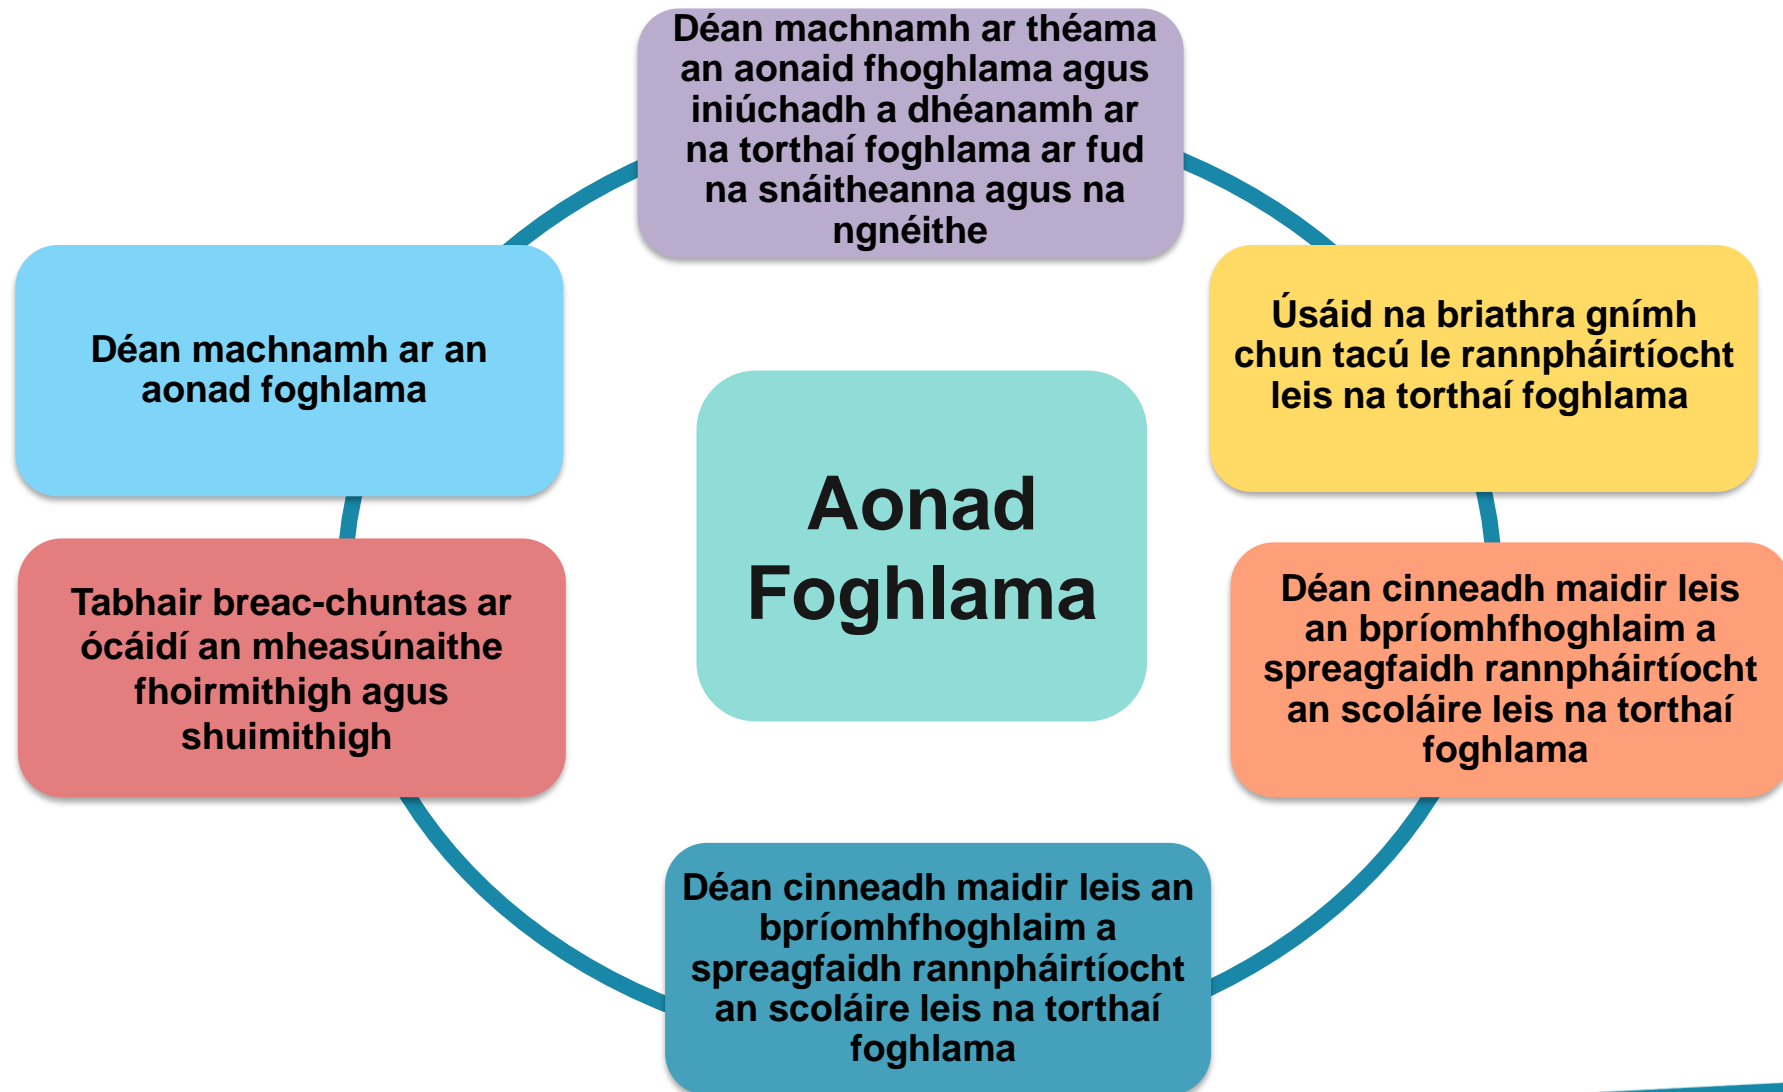 Déan machnamh ar théama
an aonaid fhoghlama agus
iniúchadh a dhéanamh ar
na torthaí foghlama ar fud
na snáitheanna agus na
ngnéithe
Úsáid na briathra gnímh
chun tacú le rannpháirtíocht
leis na torthaí foghlama
Déan cinneadh maidir leis
an bpríomhfhoghlaim a
spreagfaidh rannpháirtíocht
an scoláire leis na torthaí
foghlama
Déan cinneadh maidir leis an
bpríomhfhoghlaim a
spreagfaidh rannpháirtíocht
an scoláire leis na torthaí
foghlama
Tabhair breac-chuntas ar
ócáidí an mheasúnaithe
fhoirmithigh agus
shuimithigh
Déan machnamh ar an
aonad foghlama
Aonad
Foghlama